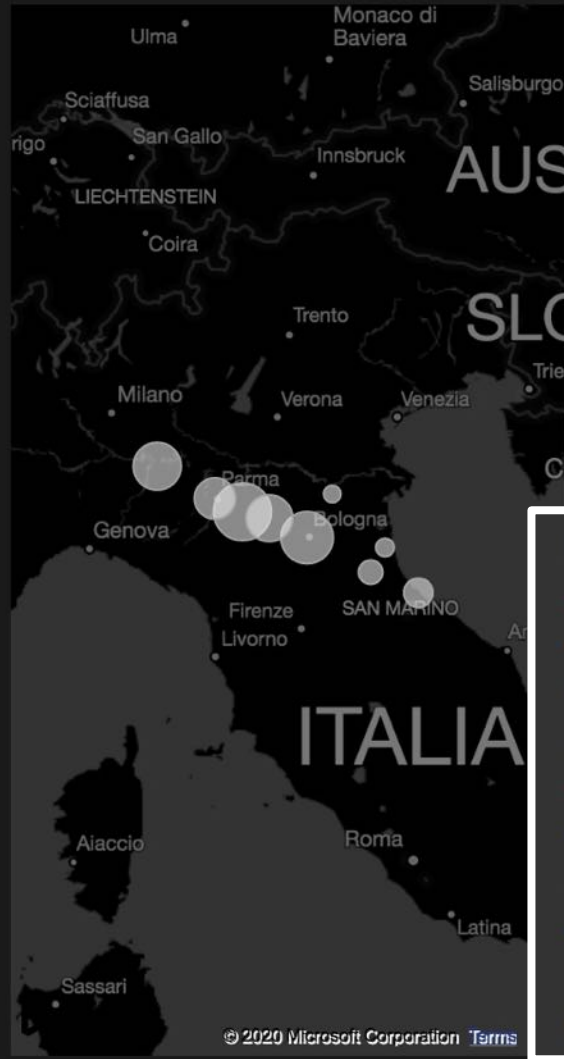 Monaco di
Baviera
Ulma
Salisburgo
Sciaffusa
San Gallo
rigo
Innsbruck
AUS
LIECHTENSTEIN
Coira
Trento
SLO
Trie
Milano
Verona
Venezia
C
Parma
Bologna
Genova
Firenze
SAN MARINO
Livorno
An
ITALIA
Roma
Aiaccio
Latina
Sassari
© 2020 Microsoft Corporation Terms